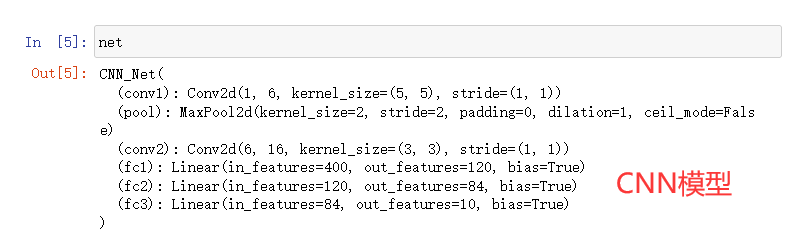 In [5]: net
Out[5]: CNN_Net(
(conv1): Conv2d(1, 6, kernel_size=(5, 5), stride=(1, 1))
(pool): MaxPool2d(kernel_size=2, stride=2, padding=0, dilation=1, ceil_mode=Fals
e)
(conv2): Conv2d(6, 16, kernel_size=(3, 3), stride=(1, 1))
(fc1): Linear(in_features=400, out_features=120, bias=True)
(fc2): Linear(in_features=120, out_features=84, bias=True)
(fc3): Linear(in_features=84, out_features=10, bias=True)
)
CNN模型